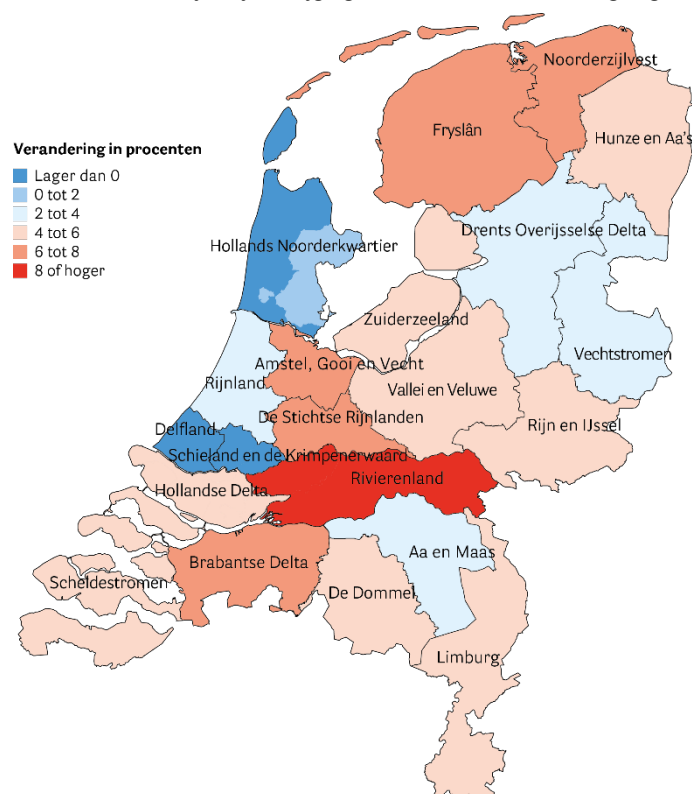 Verandering in procenten
Lager dan 0
0 tot 2
2 tot 4
4 tot 6
6 tot 8
8 of hoger
Noorderzijlvest
Fryslân
Hunze en Aa's
Drents Overijsselse Delta
Hollands Noorderkwartier
Zuiderzeeland
Vechtstromen
Amstel, Gooi en Vecht
Rijnland
Vallei en Veluwe
De Stichtse Rijnlanden
Rijn en IJssel
Delfland
Schieland en de Krimpenerwaard
Rivierenland
Hollandse Delta
Aa en Maas
Brabantse Delta
Scheldestromen
De Dommel
Limburg